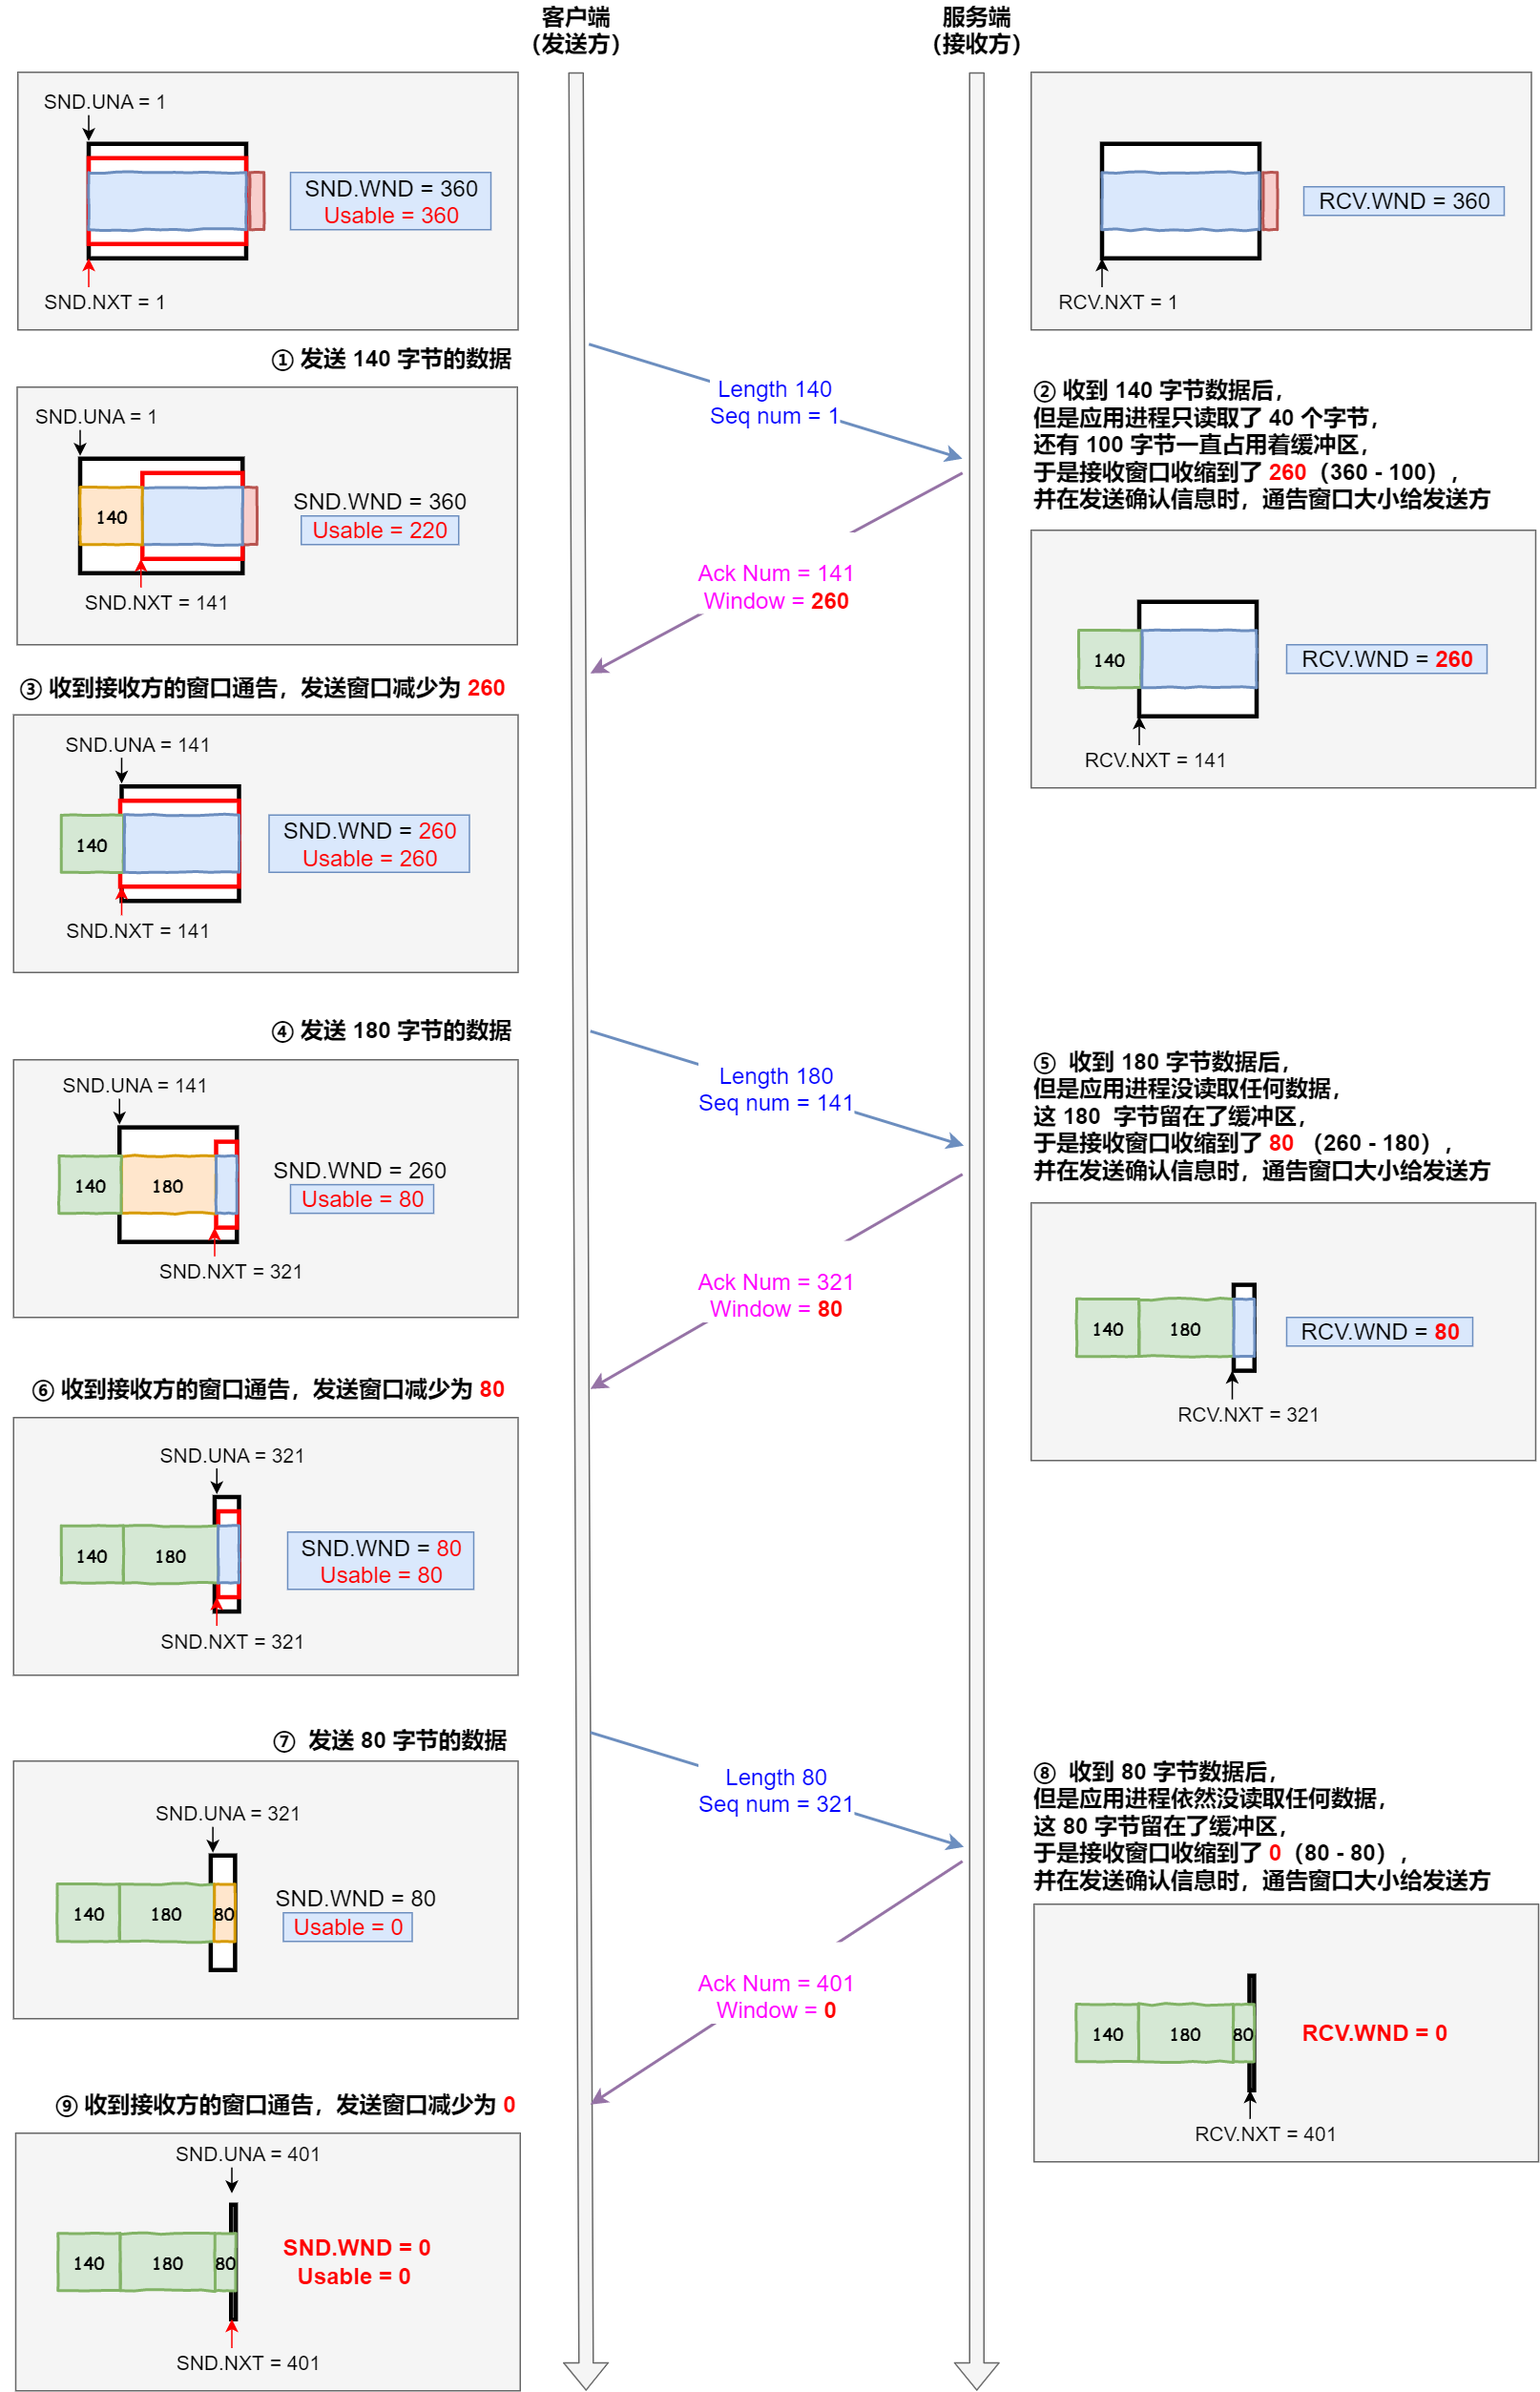 客户端
（发送方）
服务端
（接收方）
SND.UNA = 1
SND.WND = 360
Usable = 360
SND.NXT = 1
RCV.WND = 360
RCV.NXT = 1
① 发送 140 字节的数据
Length 140
Seq num = 1
SND.UNA = 1
140
SND.WND = 360
Usable = 220
SND.NXT = 141
② 收到 140 字节数据后，
但是应用进程只读取了 40 个字节，
还有 100 字节一直占用着缓冲区，
于是接收窗口收缩到了 260（360 - 100），
并在发送确认信息时，通告窗口大小给发送方
Ack Num = 141
Window = 260
140
RCV.WND = 260
RCV.NXT = 141
③ 收到接收方的窗口通告，发送窗口减少为 260
SND.UNA = 141
140
SND.WND = 260
Usable = 260
SND.NXT = 141
④ 发送 180 字节的数据
Length 180
Seq num = 141
SND.UNA = 141
140
180
SND.WND = 260
Usable = 80
SND.NXT = 321
⑤ 收到 180 字节数据后，
但是应用进程没读取任何数据，
这 180 字节留在了缓冲区，
于是接收窗口收缩到了 80 （260 - 180），
并在发送确认信息时，通告窗口大小给发送方
Ack Num = 321
Window = 80
140
180
RCV.WND = 80
RCV.NXT = 321
⑥ 收到接收方的窗口通告，发送窗口减少为 80
SND.UNA = 321
140
180
SND.WND = 80
Usable = 80
SND.NXT = 321
⑦ 发送 80 字节的数据
Length 80
Seq num = 321
SND.UNA = 321
140
180
80
SND.WND = 80
Usable = 0
⑧ 收到 80 字节数据后，
但是应用进程依然没读取任何数据，
这 80 字节留在了缓冲区，
于是接收窗口收缩到了 0（80 - 80），
并在发送确认信息时，通告窗口大小给发送方
Ack Num = 401
Window = 0
140
180
80
RCV.WND = 0
RCV.NXT = 401
⑨ 收到接收方的窗口通告，发送窗口减少为 0
SND.UNA = 401
140
180
80
SND.WND = 0
Usable = 0
SND.NXT = 401